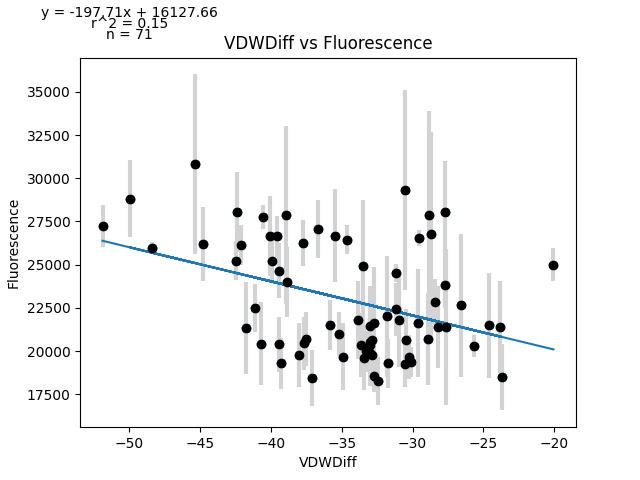 y = -197.71x + 16127.66
r^2 = 0.15
n = 71
VDWDiff vs Fluorescence
35000
32500
30000
27500
25000
22500
20000
17500
Fluorescence
−50 −45 −40 −35 −30 −25 −20
VDWDiff